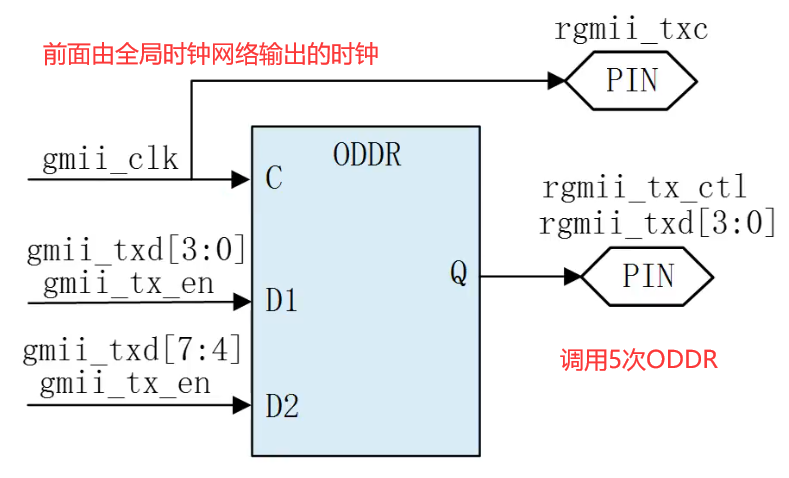 rgmii_txc
前面由全局时钟网络输出的时钟
PIN
gmii_clk
ODDR
C
rgmii_tx_ctl
rgmii_txd[3:0]
gmii_txd[3:0]
gmii_tx_en
D1
Q
PIN
gmii_txd[7:4]
gmii_tx_en
D2
调用5次ODDR